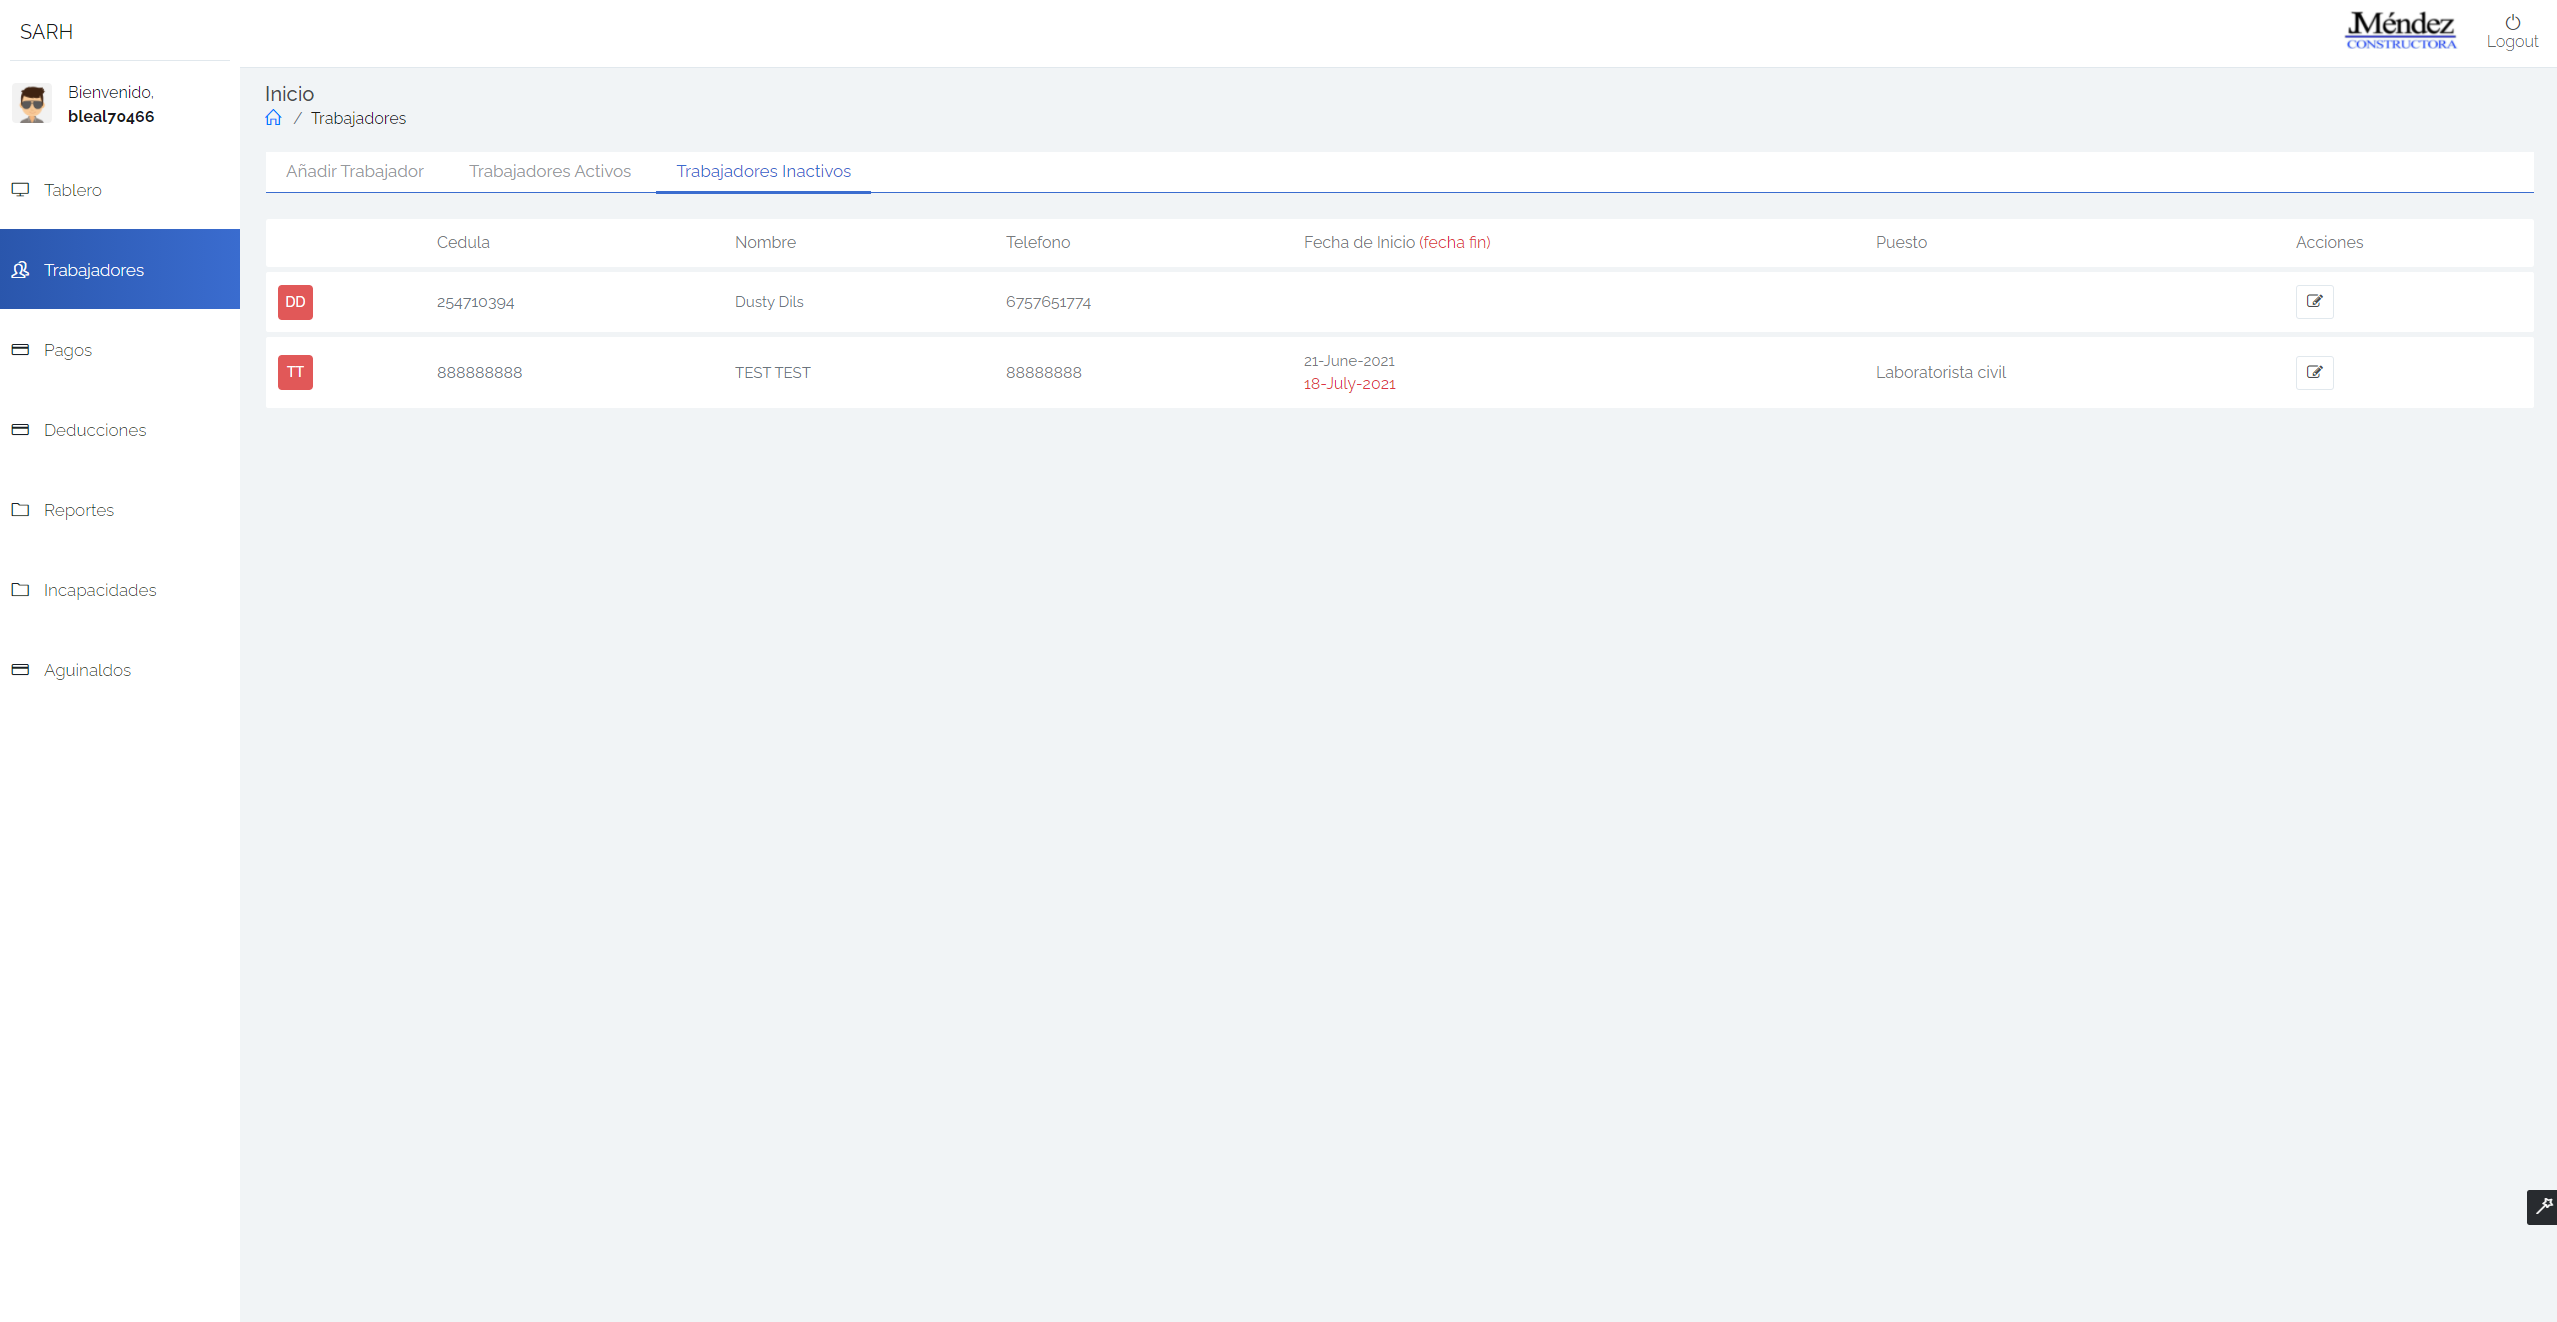 SARH
JMéndez
CONSTRUCTORA
Logout
Bienvenido,
bleal70466
Tablero
Trabajadores
Pagos
Deducciones
Reportes
Incapacidades
Aguinaldos
Inicio
/ Trabajadores
Añadir Trabajador Trabajadores Activos Trabajadores Inactivos
Cedula Nombre Telefono Fecha de Inicio (fecha fin) Puesto Acciones
DD 254710394 Dusty Dils 6757651774
TT 888888888 TEST TEST 88888888 21-June-2021 Laboratorista civil
18-July-2021